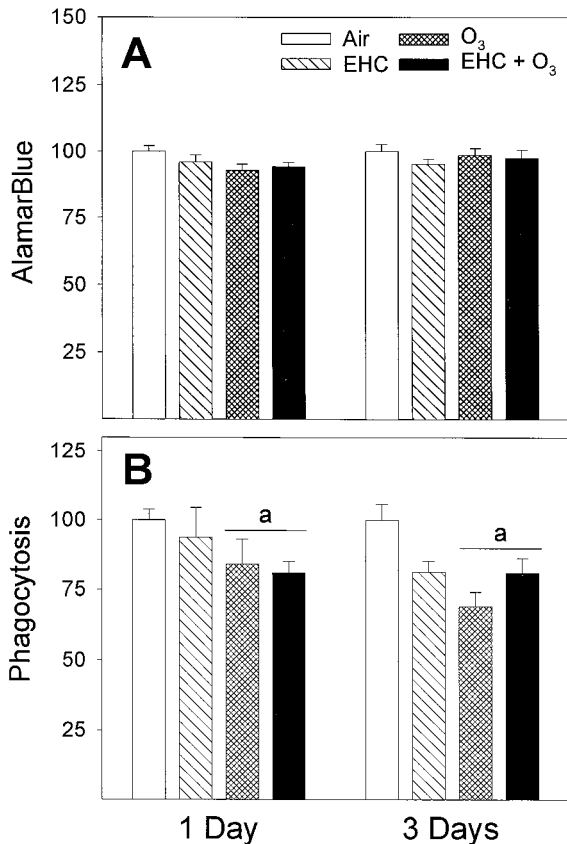 150
A
Air
O3
EHC
EHC + O3
125
100
75
50
25
AlamarBlue
125
B
a
a
100
75
50
25
Phagocytosis
1 Day
3 Days